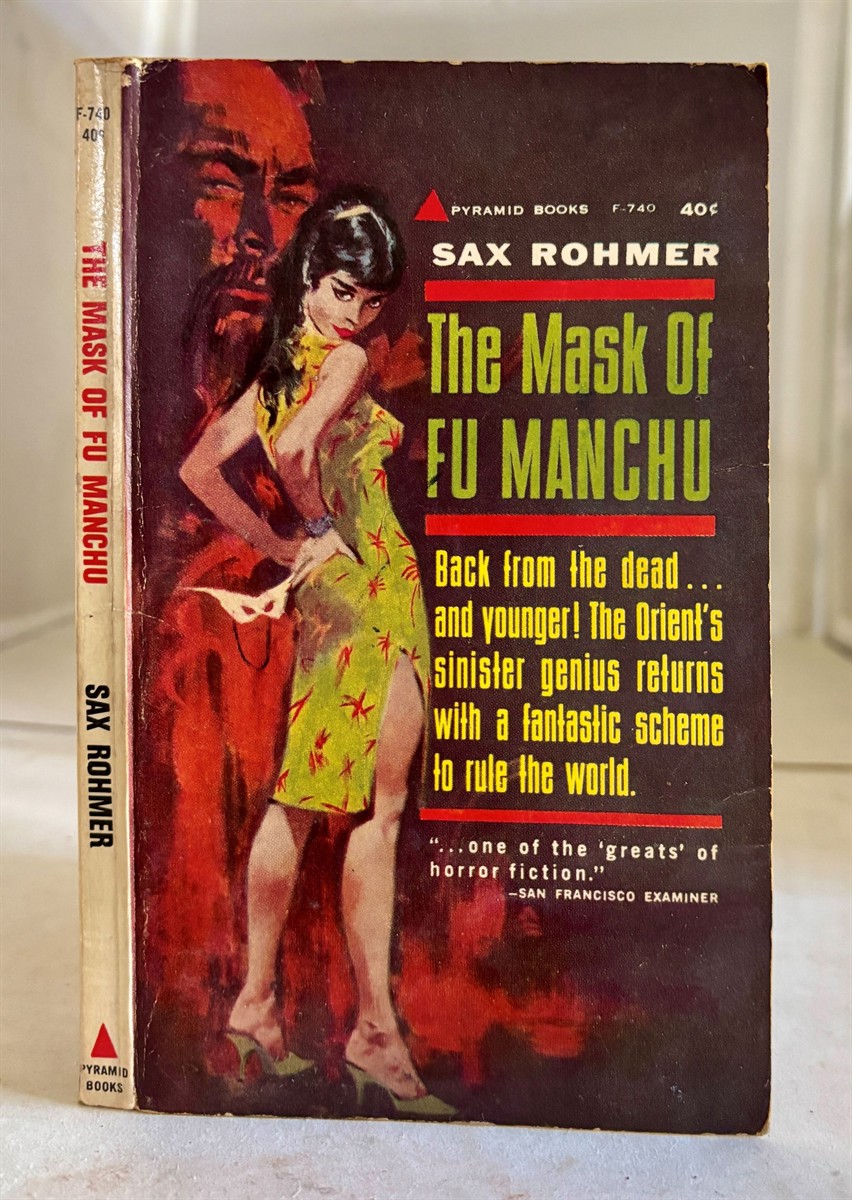 F-740
40¢
THE MASK OF FU MANCHU
SAX ROHMER
PYRAMID
BOOKS
PYRAMID BOOKS F-740 40¢
SAX ROHMER
The Mask Of
FU MANCHU
Back from the dead...
and younger! The Orient's
sinister genius returns
with a fantastic scheme
to rule the world.
"...one of the 'greats' of
horror fiction."
—SAN FRANCISCO EXAMINER